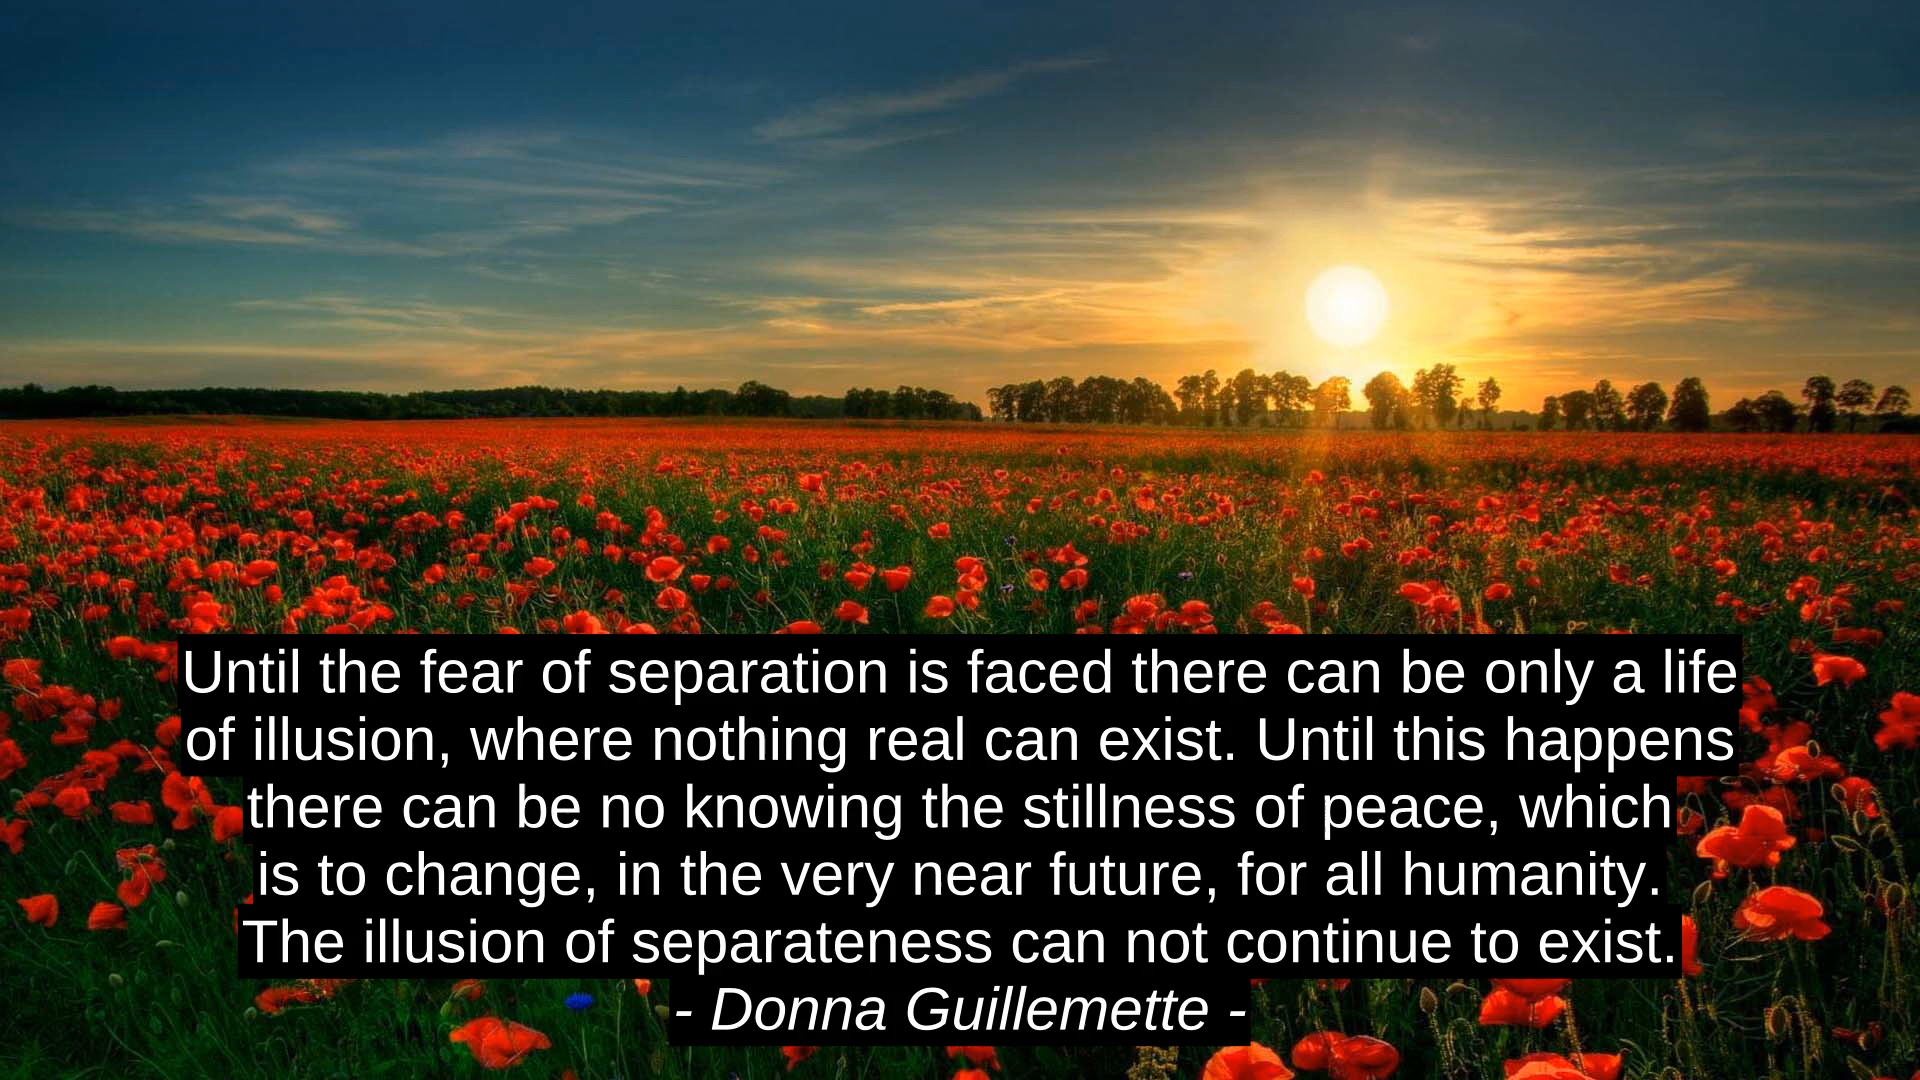 Until the fear of separation is faced there can be only a life
of illusion, where nothing real can exist. Until this happens
there can be no knowing the stillness of peace, which
is to change, in the very near future, for all humanity.
The illusion of separateness can not continue to exist.
- Donna Guillemette -